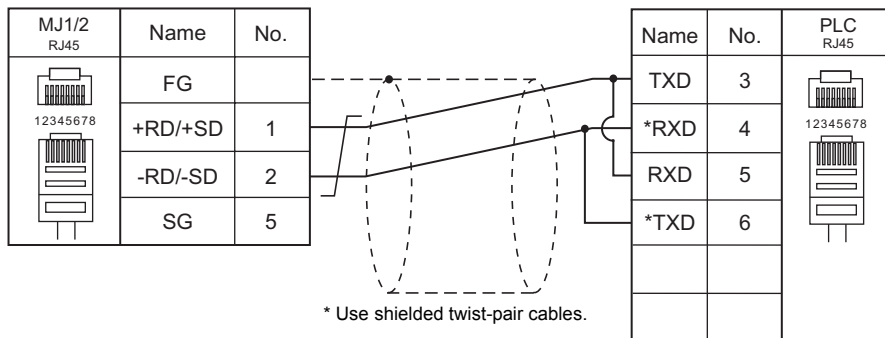 MJ1/2
RJ45
Name No.
FG
+RD/+SD 1
-RD/-SD 2
SG 5
12345678
Name No. PLC
RJ45
TXD 3
*RXD 4
RXD 5
*TXD 6
12345678
* Use shielded twist-pair cables.